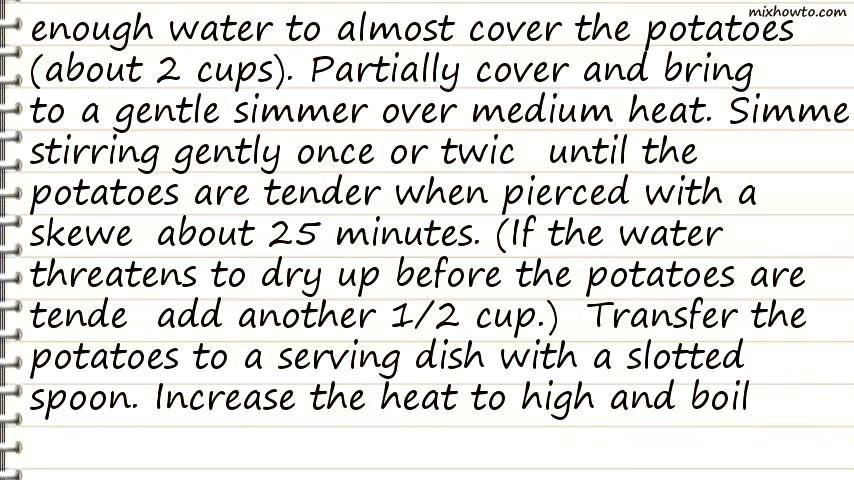 mixhowto.com
enough water to almost cover the potatoes
(about 2 cups). Partially cover and bring
to a gentle simmer over medium heat. Simme
stirring gently once or twic until the
potatoes are tender when pierced with a
skewe about 25 minutes. (If the water
threatens to dry up before the potatoes are
tende add another 1/2 cup.) Transfer the
potatoes to a serving dish with a slotted
spoon. Increase the heat to high and boil